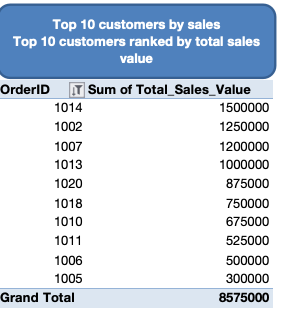 Top 10 customers by sales
Top 10 customers ranked by total sales
value
OrderID Sum of Total_Sales_Value
1014 1500000
1002 1250000
1007 1200000
1013 1000000
1020 875000
1018 750000
1010 675000
1011 525000
1006 500000
1005 300000
Grand Total 8575000